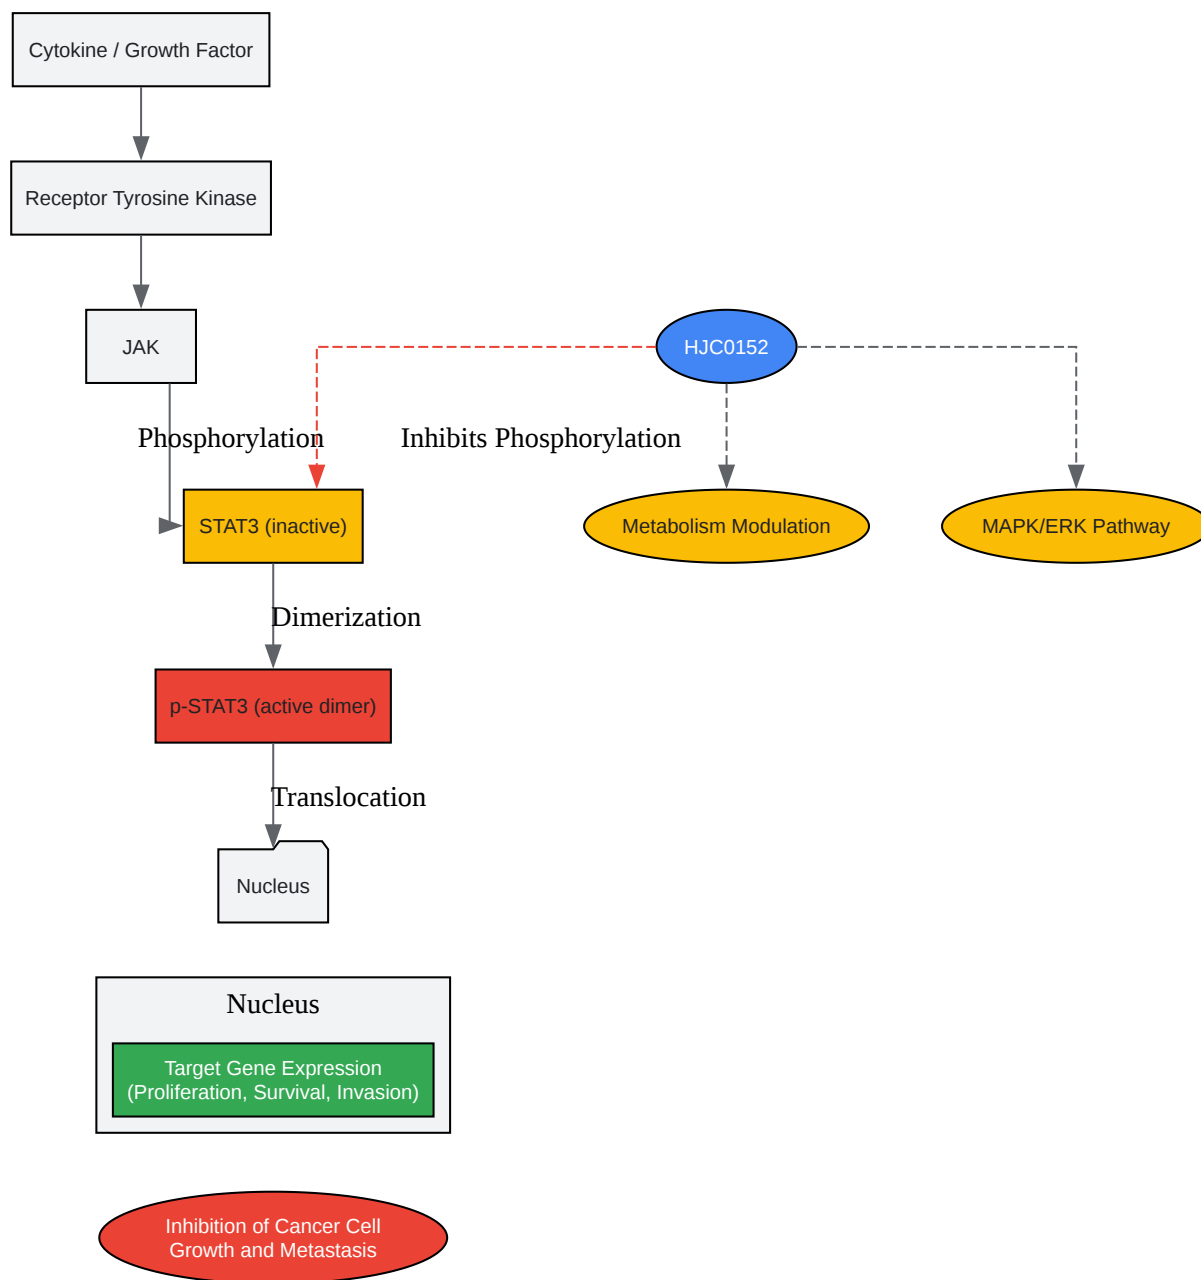 Cytokine / Growth Factor
Receptor Tyrosine Kinase
JAK
HJC0152
Phosphorylation
Inhibits Phosphorylation
STAT3 (inactive)
Metabolism Modulation
MAPK/ERK Pathway
Dimerization
p-STAT3 (active dimer)
Translocation
Nucleus
Nucleus
Target Gene Expression
(Proliferation, Survival, Invasion)
Inhibition of Cancer Cell
Growth and Metastasis